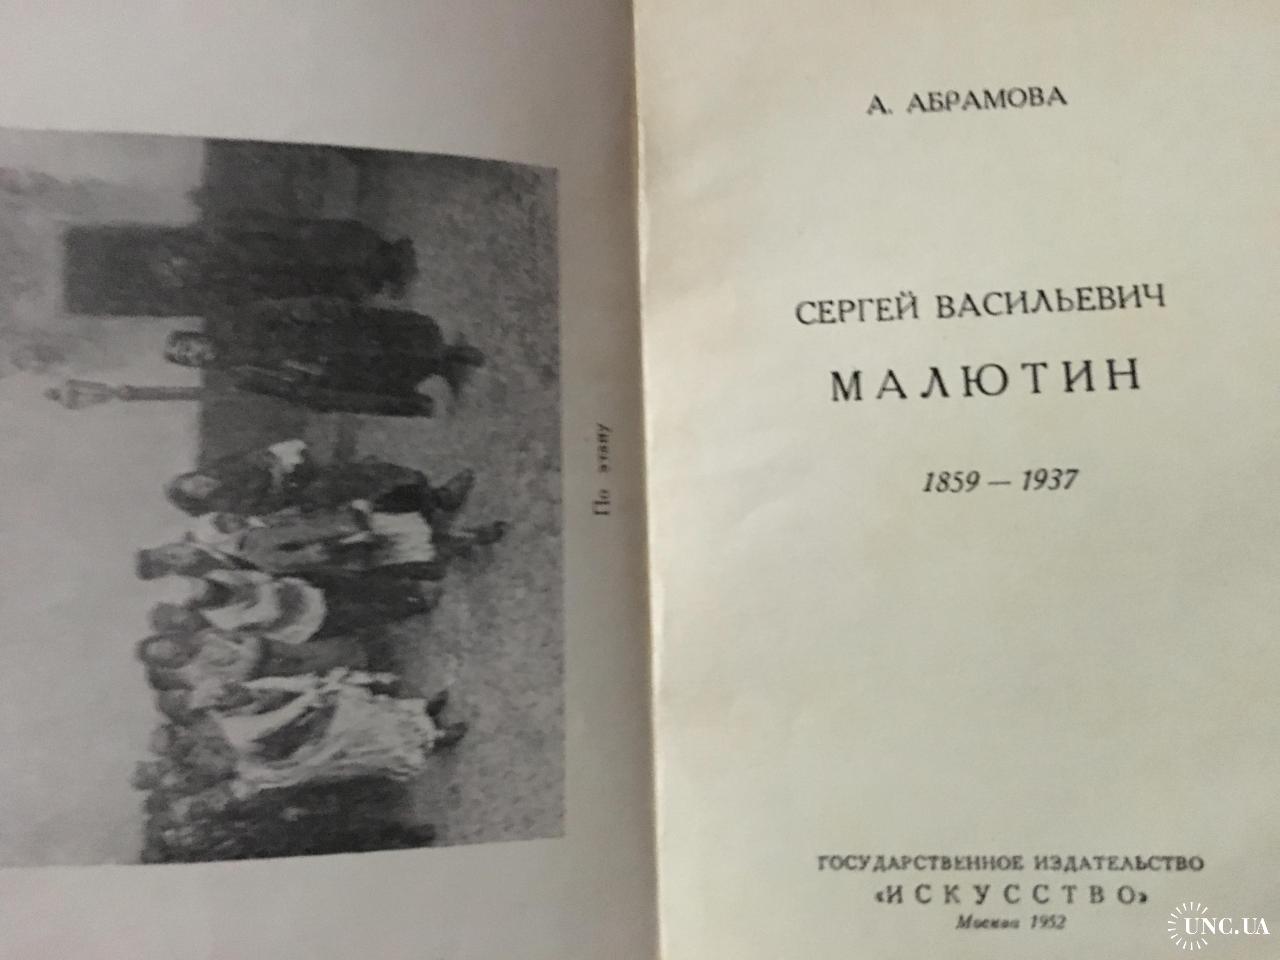 По этапу
А. АБРАМОВА
СЕРГЕЙ ВАСИЛЬЕВИЧ
МАЛЮТИН
1859 — 1937
ГОСУДАРСТВЕННОЕ ИЗДАТЕЛЬСТВО
«ИСКУССТВО»
Москва 1952
UNC.UA